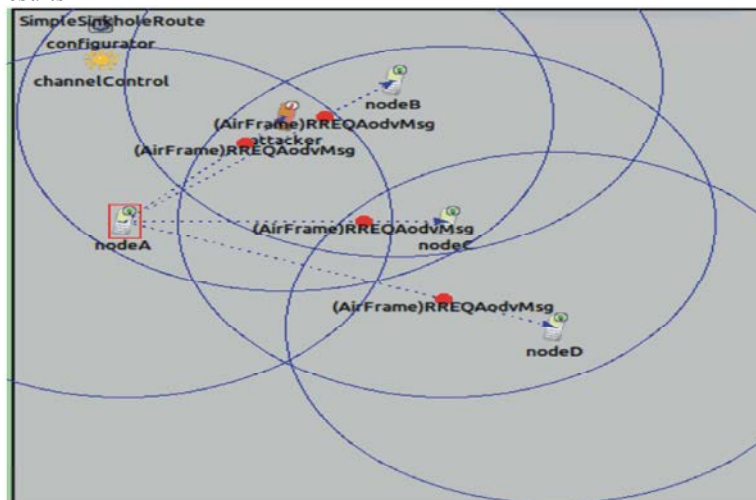 SimpleSinkholeRoute
configurator
channelControl
nodeB
(AirFrame)RREQAodvMsg
attacker
(AirFrame)RREQAodvMsg
nodeA
(AirFrame)RREQAodvMsg
nodeC
(AirFrame)RREQAodvMsg
nodeD